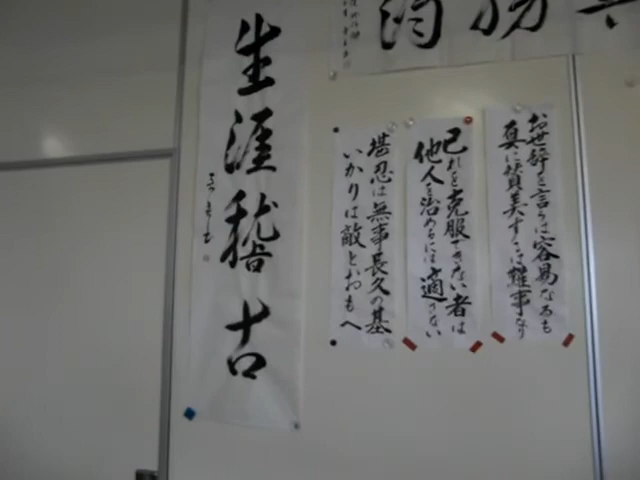 お世辞を言うは容易なるも
真に賛美するは難事なり
己れを克服できない者は
他人を治めるには適さない
堪忍は無事長久の基
いかりは敵とおもへ
生涯稽古